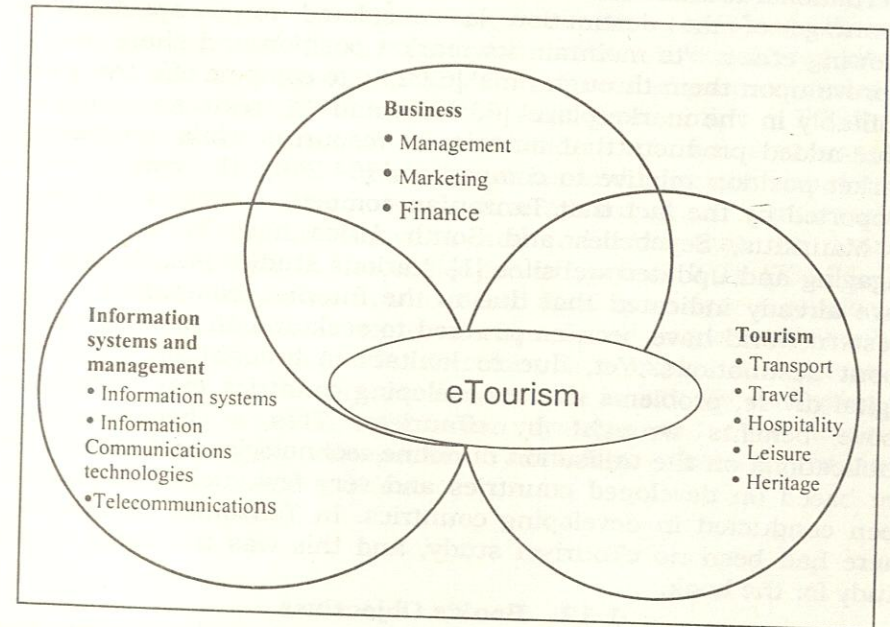 Business
• Management
• Marketing
• Finance
Information
systems and
management
• Information systems
• Information
Communications
technologies
•Telecommunications
eTourism
Tourism
• Transport
• Travel
• Hospitality
• Leisure
• Heritage